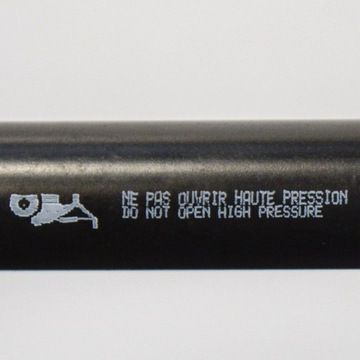 NE PAS OUVRIR HAUTE PRESSION
DO NOT OPEN HIGH PRESSURE